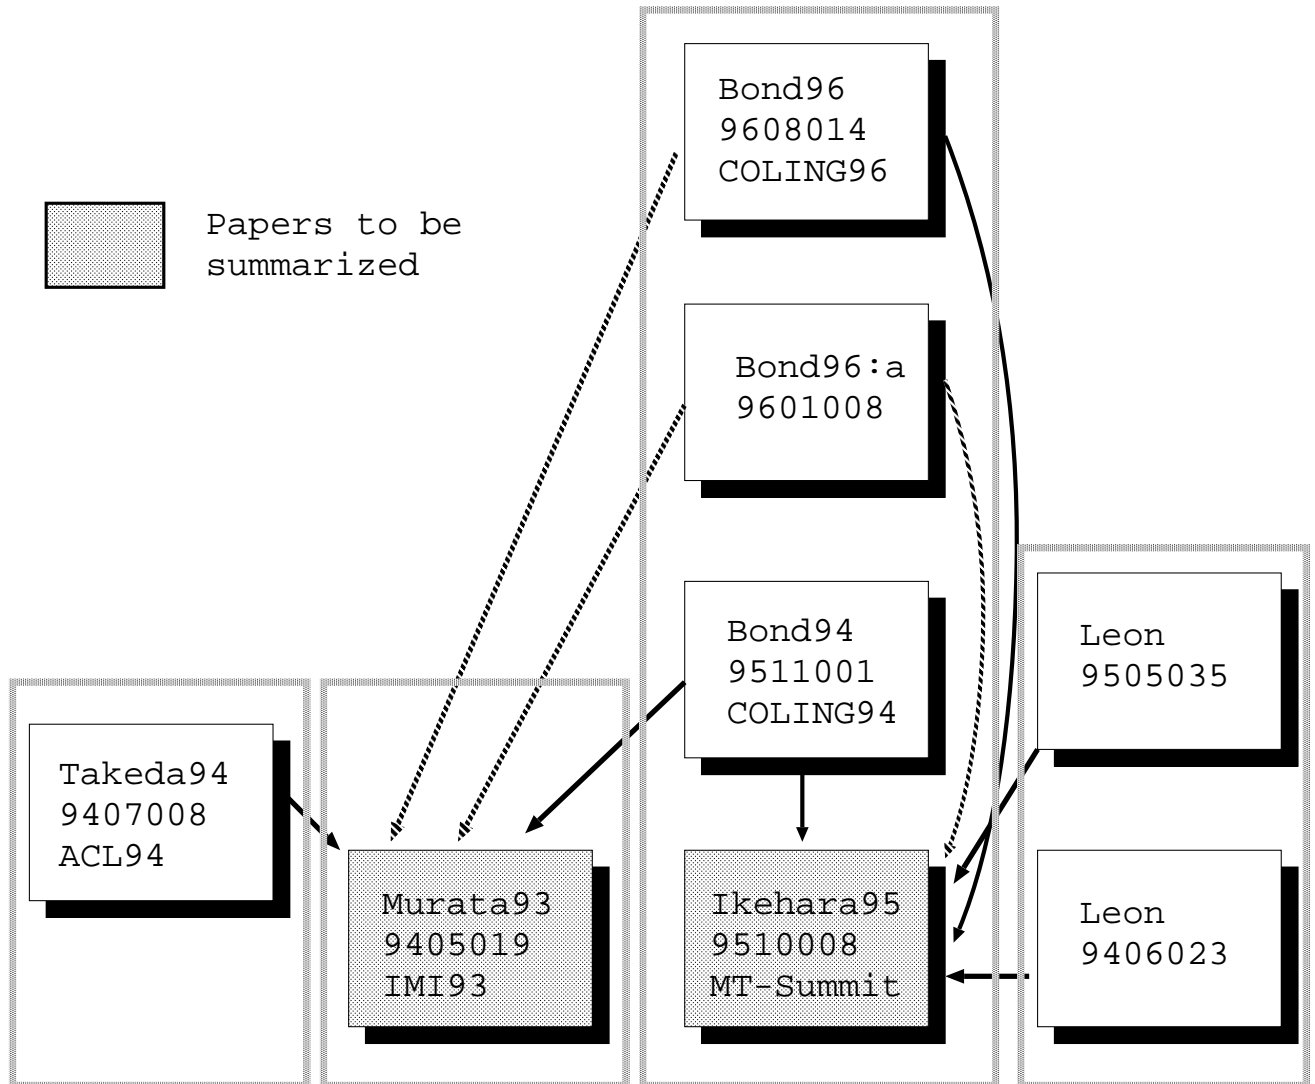 Bond96
9608014
COLING96
Papers to be
summarized
Bond96:a
9601008
Bond94
9511001
COLING94
Leon
9505035
Takeda94
9407008
ACL94
Murata93
9405019
IMI93
Ikehara95
9510008
MT-Summit
Leon
9406023